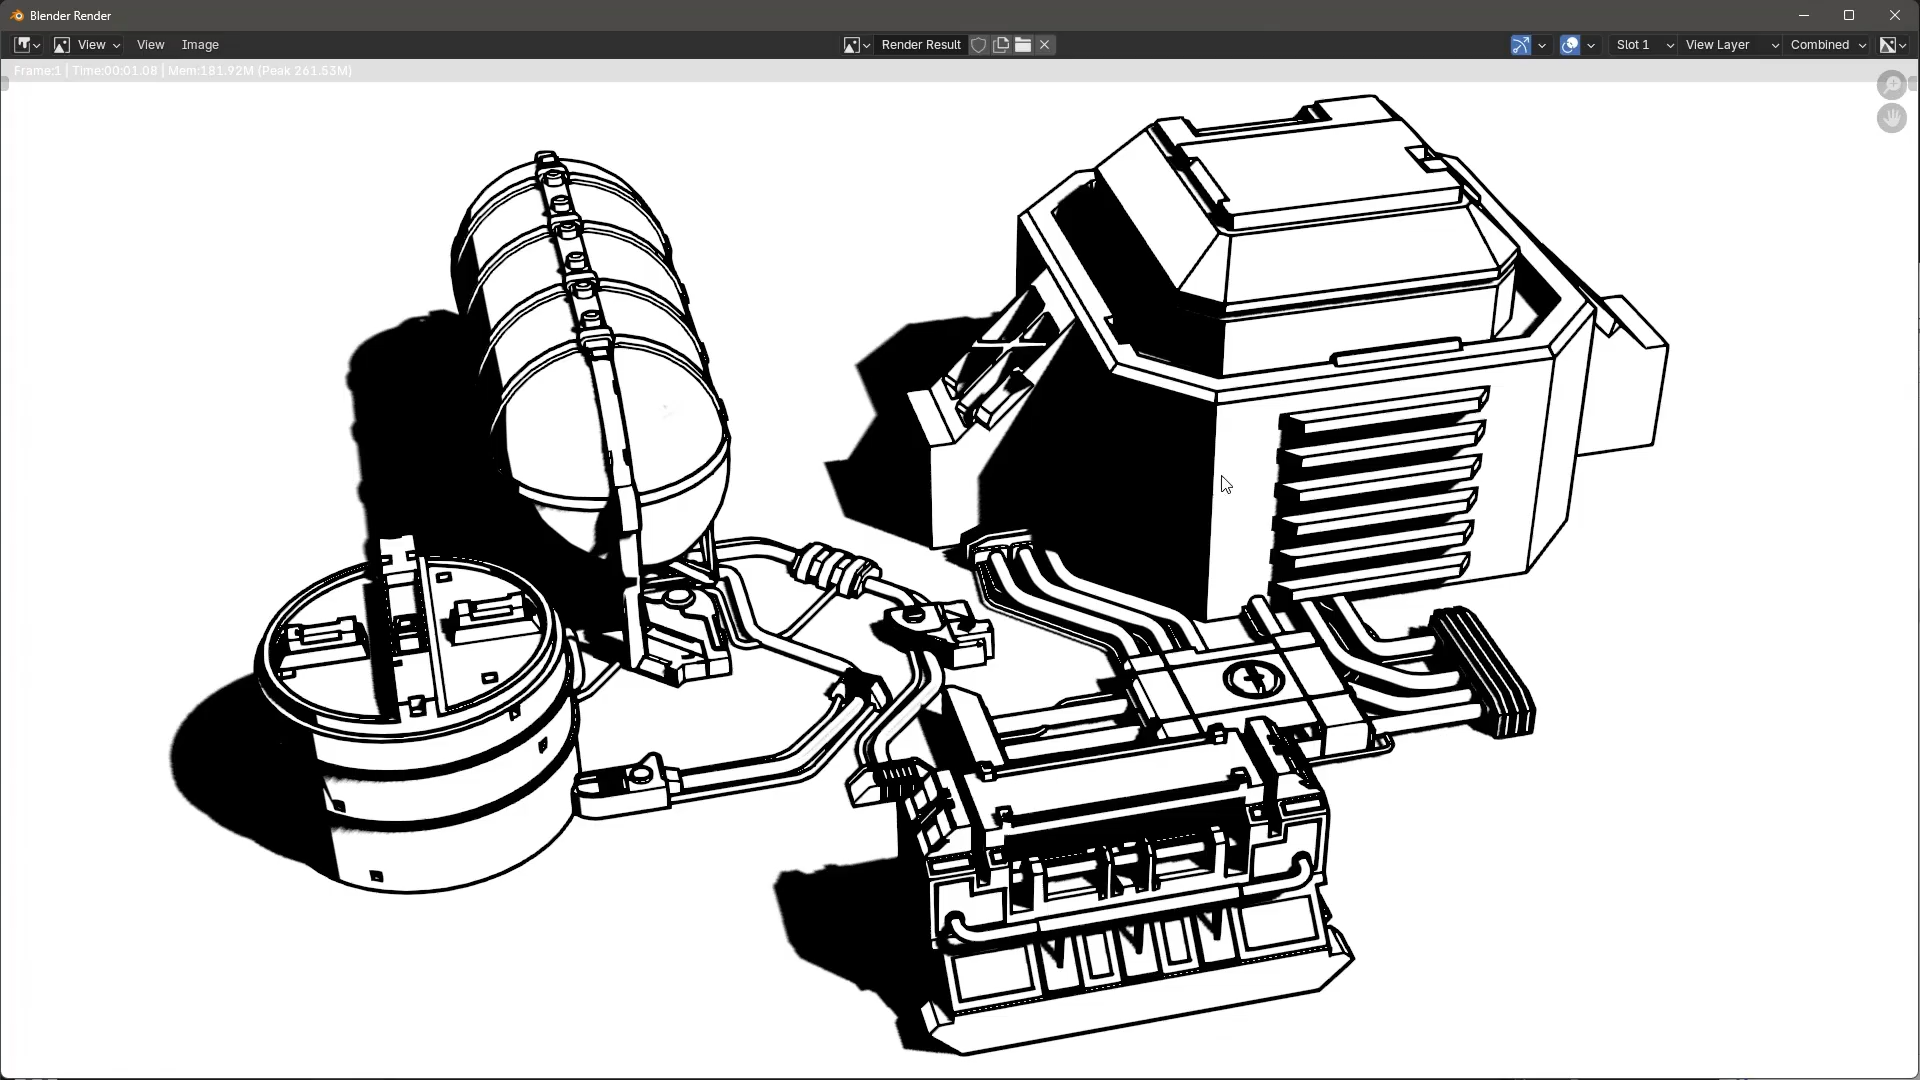 Blender Render
View View Image Render Result Slot 1 View Layer Combined
Frame:1 | Time:00:01.08 | Mem:181.92M (Peak 261.53M)